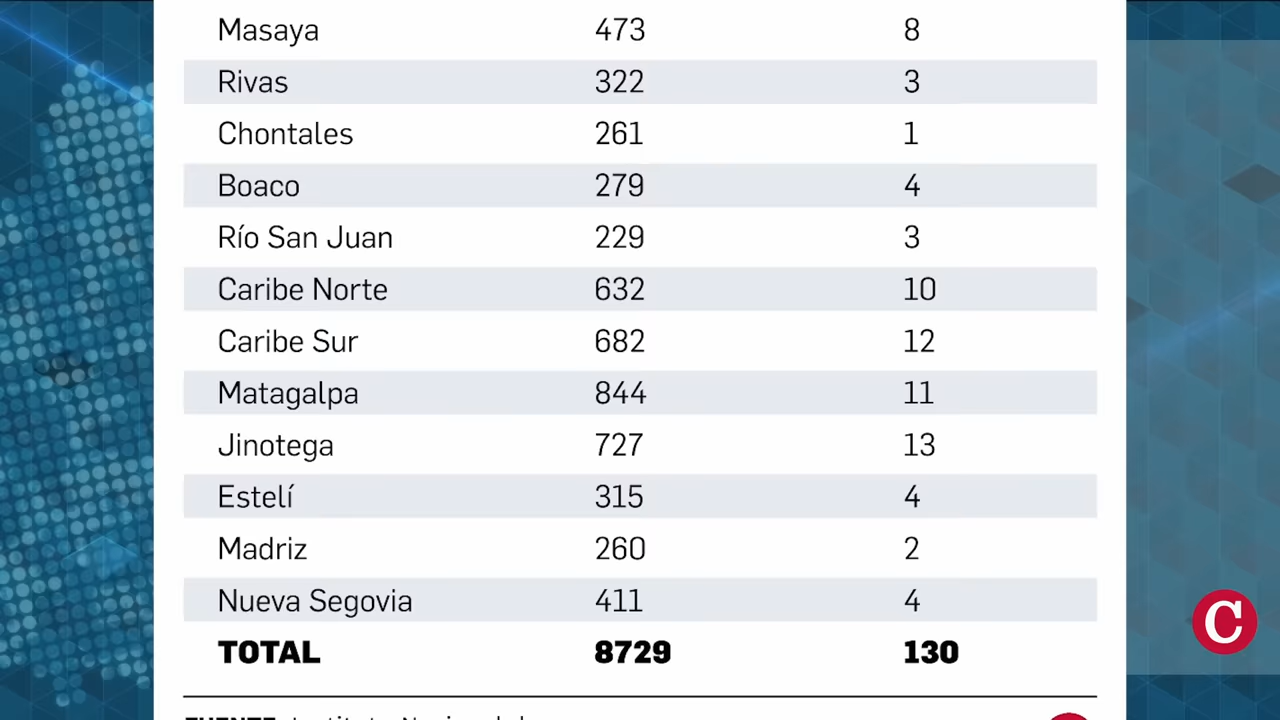 Masaya 473 8
Rivas 322 3
Chontales 261 1
Boaco 279 4
Río San Juan 229 3
Caribe Norte 632 10
Caribe Sur 682 12
Matagalpa 844 11
Jinotega 727 13
Estelí 315 4
Madriz 260 2
Nueva Segovia 411 4
TOTAL 8729 130
C